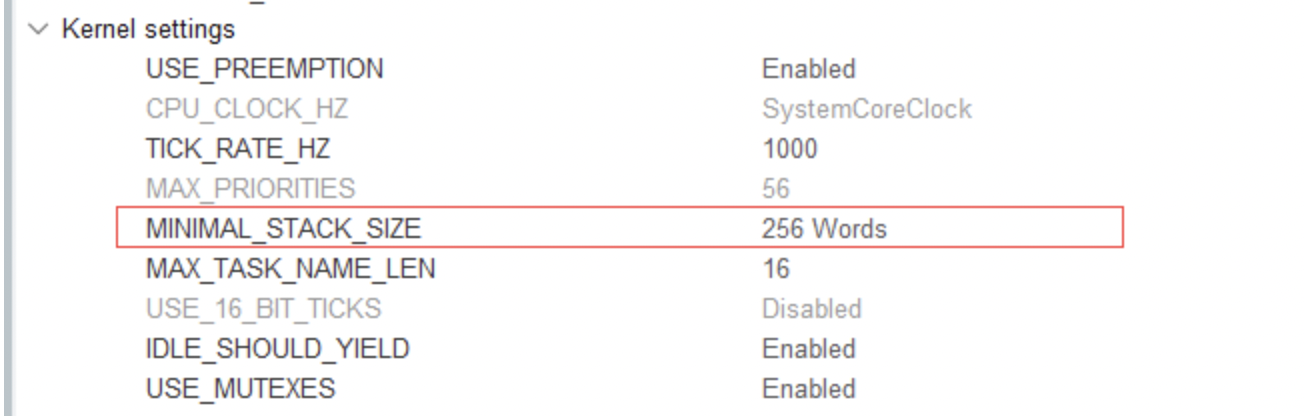 Kernel settings
USE_PREEMPTION Enabled
CPU_CLOCK_HZ SystemCoreClock
TICK_RATE_HZ 1000
MAX_PRIORITIES 56
MINIMAL_STACK_SIZE 256 Words
MAX_TASK_NAME_LEN 16
USE_16_BIT_TICKS Disabled
IDLE_SHOULD_YIELD Enabled
USE_MUTEXES Enabled